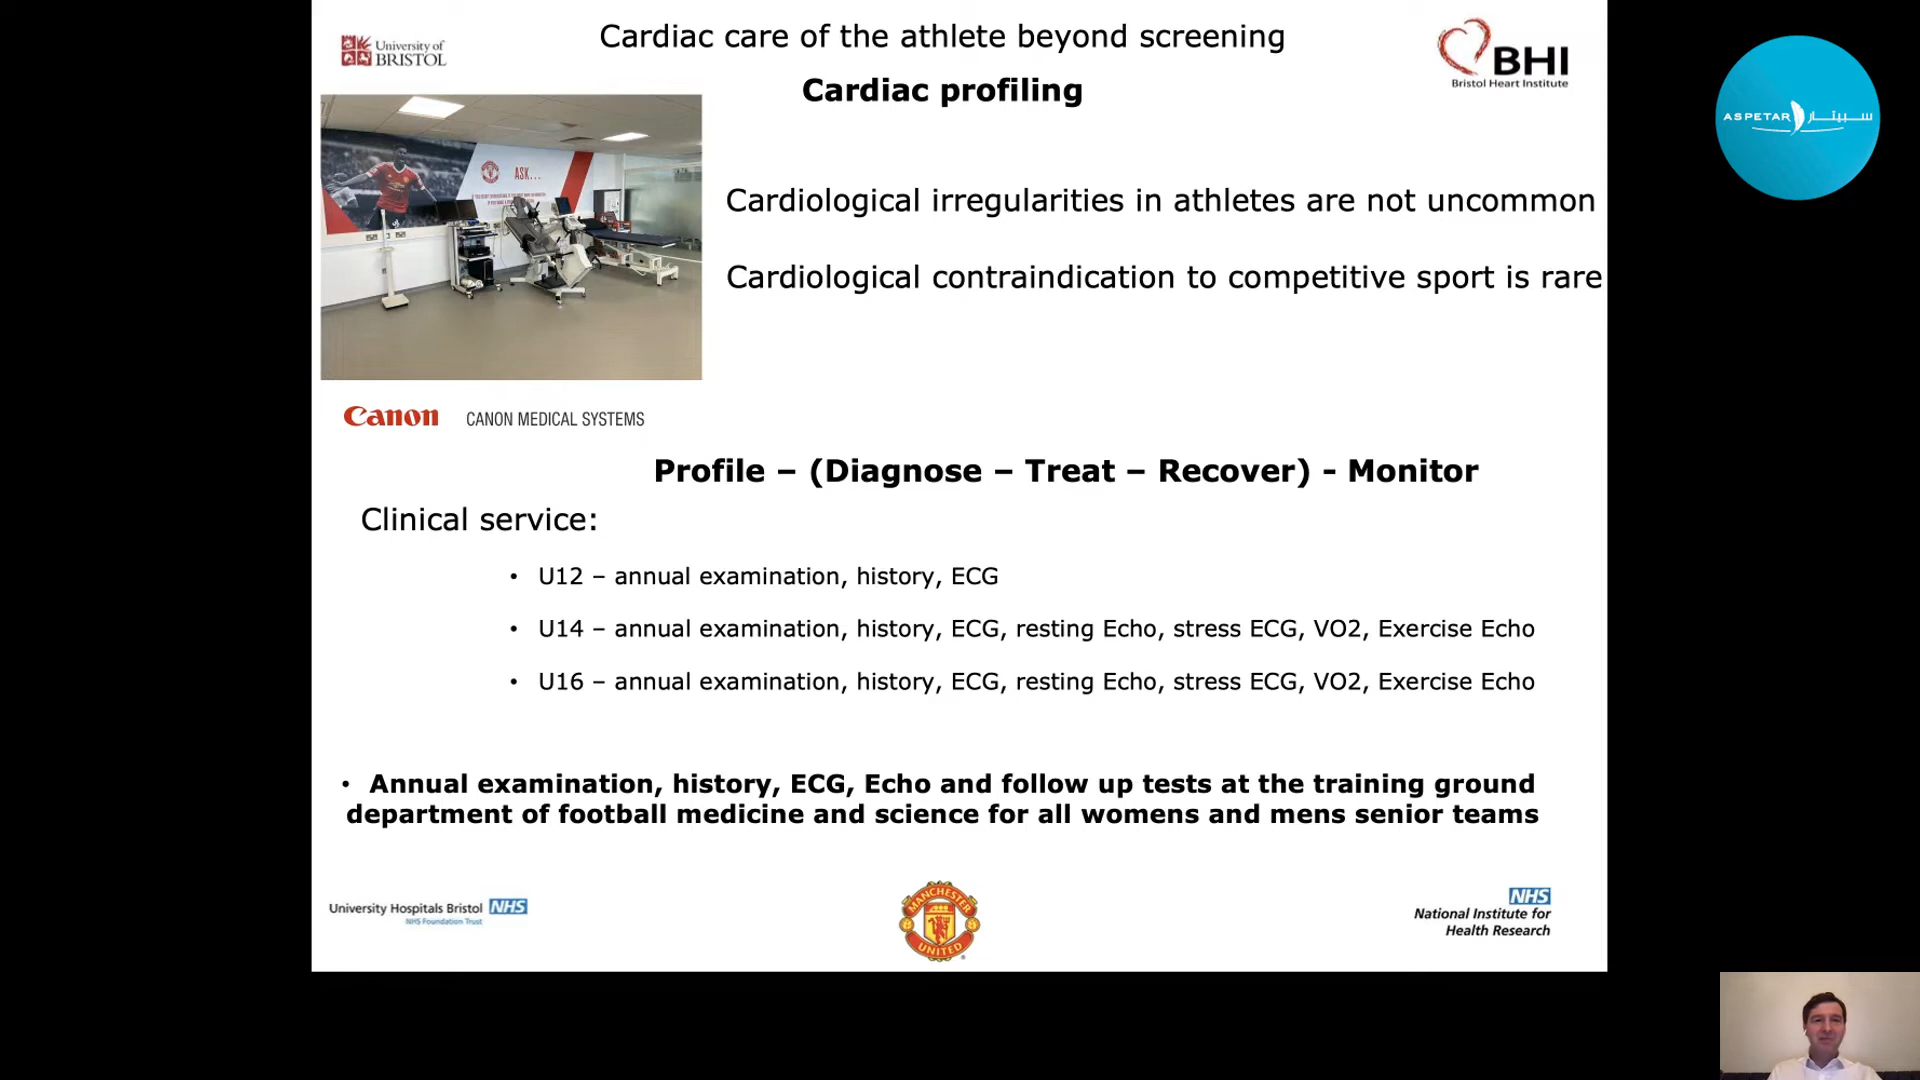 Cardiac care of the athlete beyond screening
University of
BRISTOL
BHI
Bristol Heart Institute
Cardiac profiling
ASPETAR سبيتار
ASK...
Cardiological irregularities in athletes are not uncommon
Cardiological contraindication to competitive sport is rare
Canon CANON MEDICAL SYSTEMS
Profile – (Diagnose – Treat – Recover) - Monitor
Clinical service:
• U12 – annual examination, history, ECG
• U14 – annual examination, history, ECG, resting Echo, stress ECG, VO2, Exercise Echo
• U16 – annual examination, history, ECG, resting Echo, stress ECG, VO2, Exercise Echo
• Annual examination, history, ECG, Echo and follow up tests at the training ground
department of football medicine and science for all womens and mens senior teams
University Hospitals Bristol NHS
NHS Foundation Trust
MANCHESTER
UNITED
NHS
National Institute for
Health Research